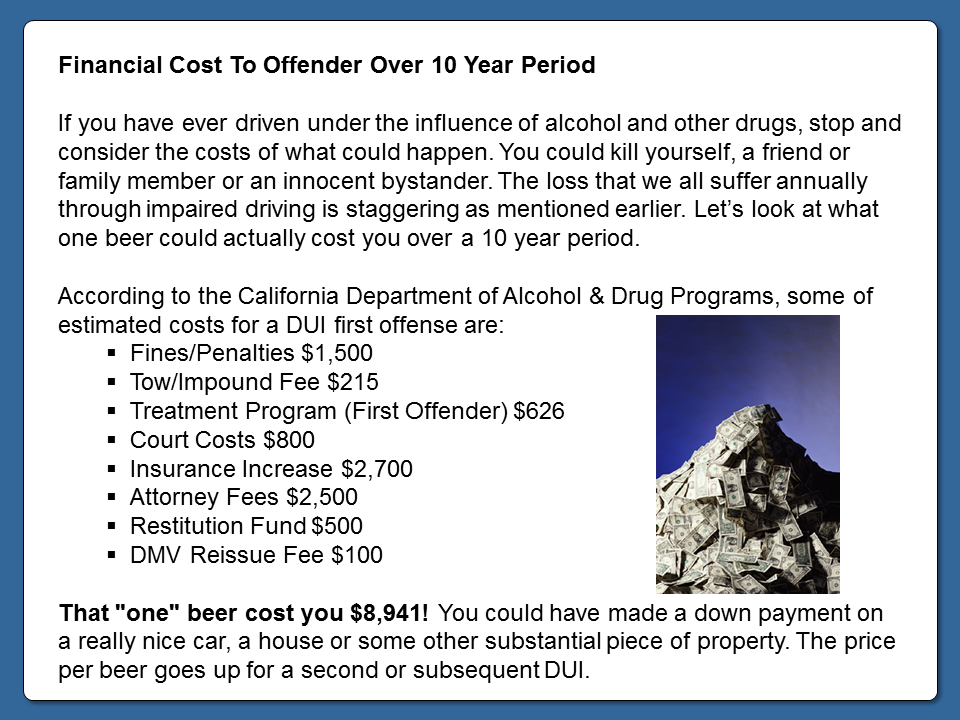 Financial Cost To Offender Over 10 Year Period
If you have ever driven under the influence of alcohol and other drugs, stop and
consider the costs of what could happen. You could kill yourself, a friend or
family member or an innocent bystander. The loss that we all suffer annually
through impaired driving is staggering as mentioned earlier. Let’s look at what
one beer could actually cost you over a 10 year period.
According to the California Department of Alcohol & Drug Programs, some of
estimated costs for a DUI first offense are:
▪ Fines/Penalties $1,500
▪ Tow/Impound Fee $215
▪ Treatment Program (First Offender) $626
▪ Court Costs $800
▪ Insurance Increase $2,700
▪ Attorney Fees $2,500
▪ Restitution Fund $500
▪ DMV Reissue Fee $100
That "one" beer cost you $8,941! You could have made a down payment on
a really nice car, a house or some other substantial piece of property. The price
per beer goes up for a second or subsequent DUI.